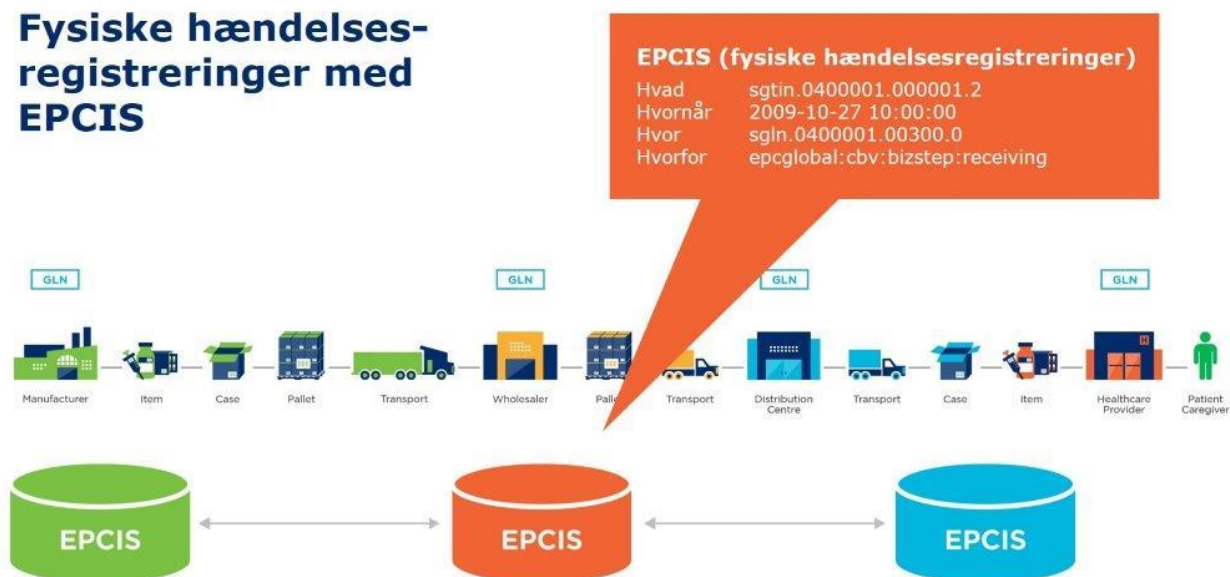 Fysiske hændelses-
registreringer med
EPCIS
EPCIS (fysiske hændelsesregistreringer)
Hvad sgtin.0400001.000001.2
Hvornår 2009-10-27 10:00:00
Hvor sgln.0400001.00300.0
Hvorfor epcglobal:cbv:bizstep:receiving
GLN
GLN
GLN
GLN
H
Manufacturer
Item
Case
Pallet
Transport
Wholesaler
Palle
Transport
Distribution
Centre
Transport
Case
Item
Healthcare
Provider
Patient
Caregiver
EPCIS
EPCIS
EPCIS